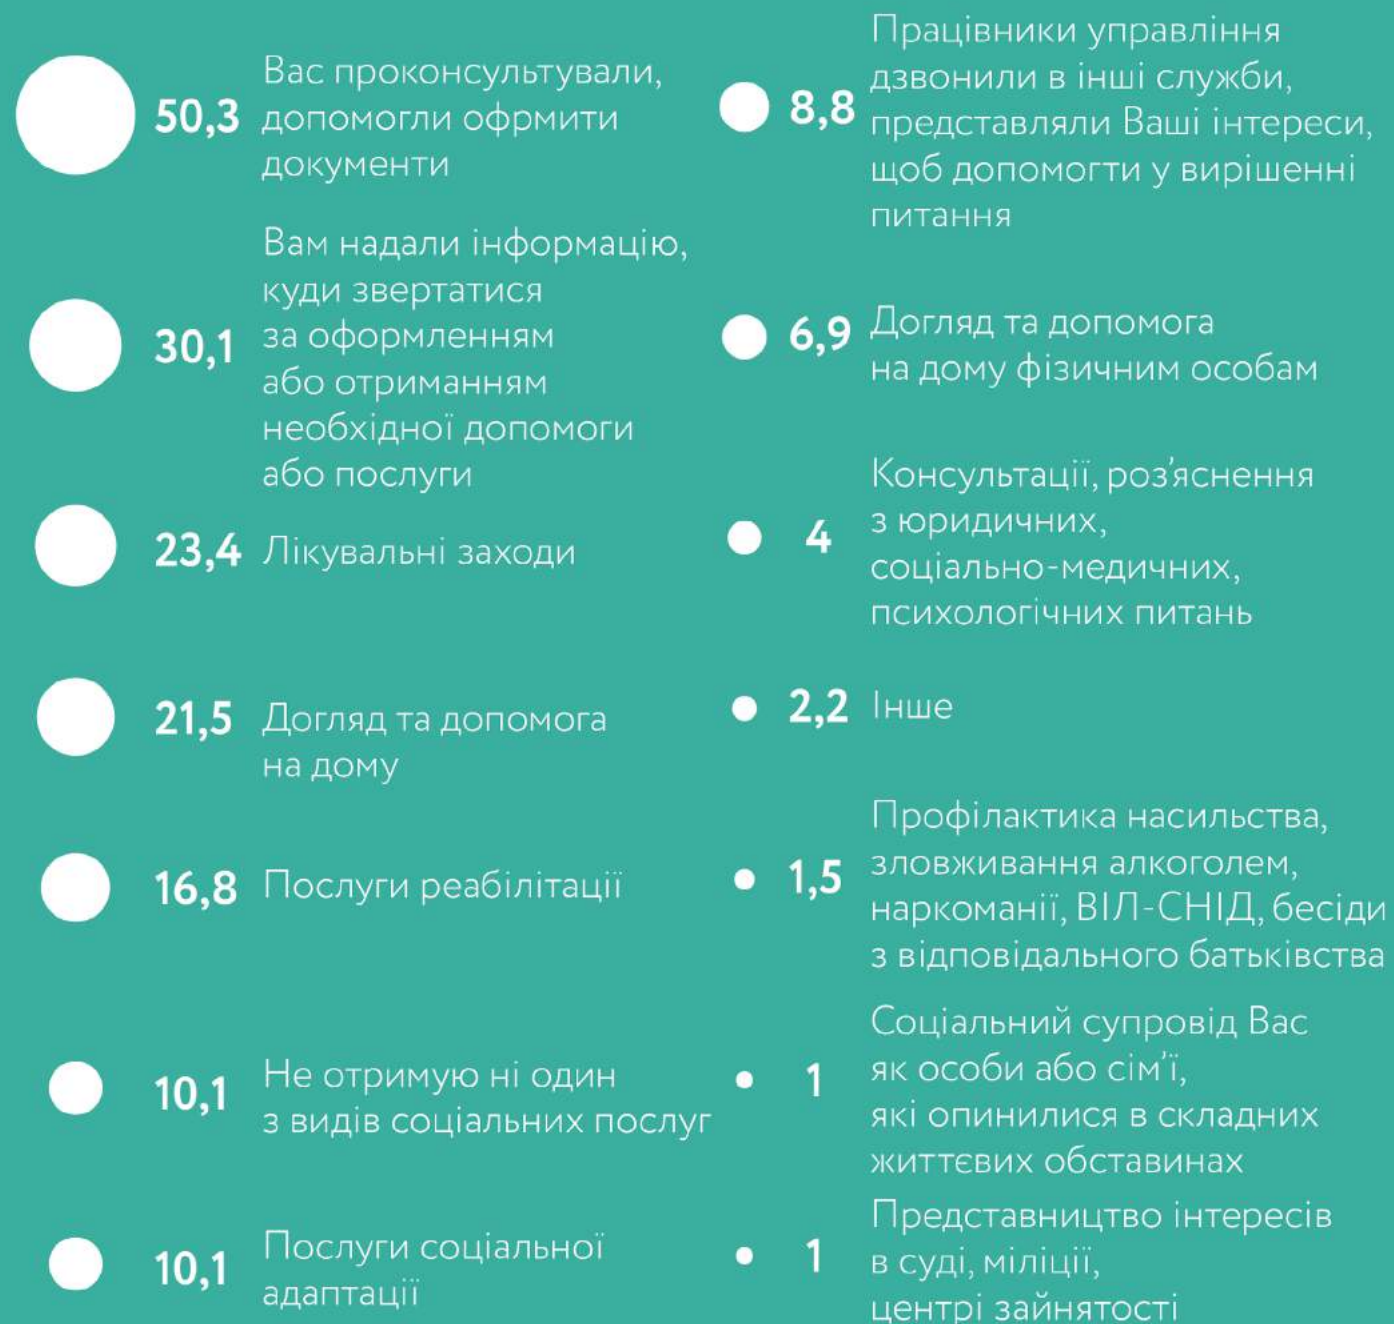 50,3
Вас проконсультували,
допомогли офрмити
документи
30,1
Вам надали інформацію,
куди звертатися
за оформленням
або отриманням
необхідної допомоги
або послуги
23,4
Лікувальні заходи
21,5
Догляд та допомога
на дому
16,8
Послуги реабілітації
10,1
Не отримую ні один
з видів соціальних послуг
10,1
Послуги соціальної
адаптації
8,8
Працівники управління
дзвонили в інші служби,
представляли Ваші інтереси,
щоб допомогти у вирішенні
питання
6,9
Догляд та допомога
на дому фізичним особам
4
Консультації, роз'яснення
з юридичних,
соціально-медичних,
психологічних питань
2,2
Інше
1,5
Профілактика насильства,
зловживання алкоголем,
наркоманії, ВІЛ-СНІД, бесіди
з відповідального батьківства
1
Соціальний супровід Вас
як особи або сім'ї,
які опинилися в складних
життєвих обставинах
1
Представництво інтересів
в суді, міліції,
центрі зайнятості